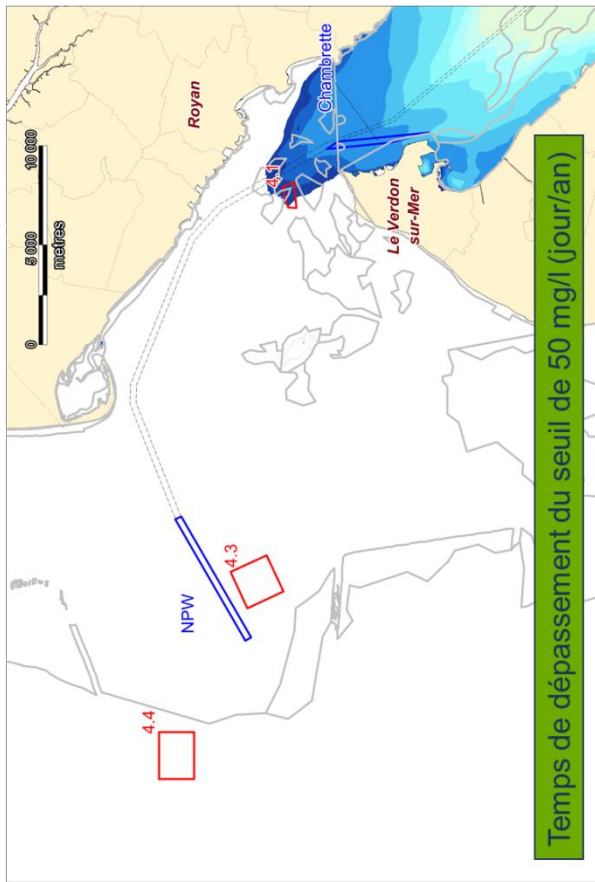 Temps de dépassement du seuil de 50 mg/l (jour/an)
0
5 000
10 000
metres
Royan
Chambrette
4.1
Le Verdon
sur-Mer
NPW
4.3
4.4